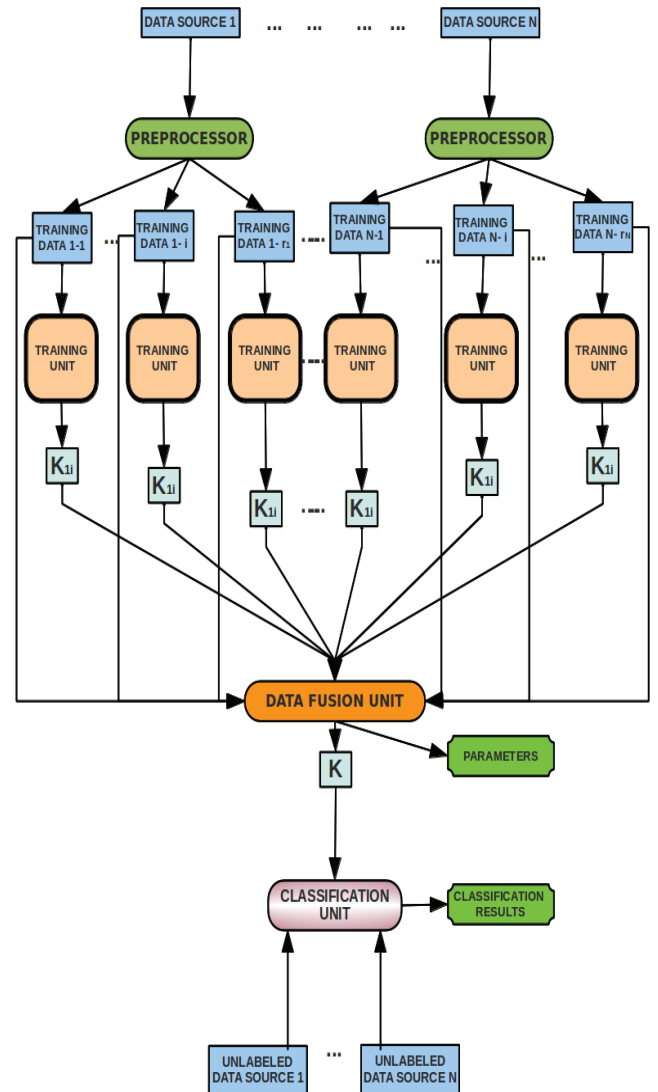 DATA SOURCE 1 ... ... ... ... DATA SOURCE N
PREPROCESSOR PREPROCESSOR
TRAINING DATA 1-1
...
TRAINING DATA 1- i
TRAINING DATA 1- r1
.....
TRAINING DATA N-1
...
TRAINING DATA N- i
...
TRAINING DATA N- rN
TRAINING UNIT
TRAINING UNIT
TRAINING UNIT
.....
TRAINING UNIT
TRAINING UNIT
TRAINING UNIT
K1i
K1i
K1i
.....
K1i
K1i
K1i
DATA FUSION UNIT
K
PARAMETERS
CLASSIFICATION
UNIT
CLASSIFICATION
RESULTS
UNLABELED
DATA SOURCE 1
...
UNLABELED
DATA SOURCE N